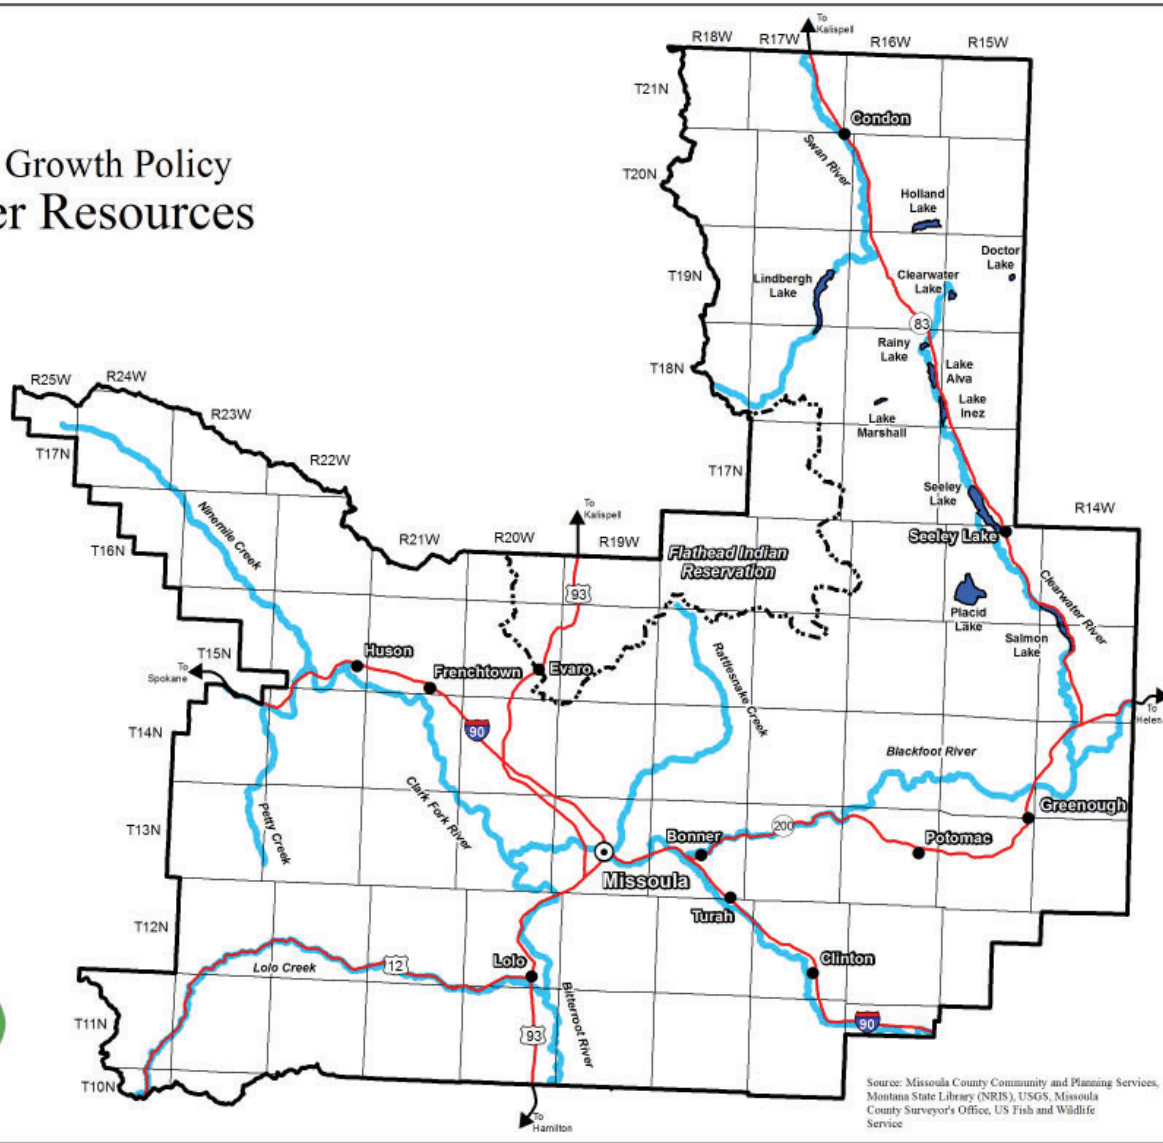 To
Kalispell
R18W
R17W
R16W
R15W
T21N
Condon
Growth Policy
er Resources
T20N
Swan River
Holland
Lake
Doctor
Lake
T19N
Lindbergh
Lake
Clearwater
Lake
83
Rainy
Lake
Lake
Alva
T18N
R25W
R24W
Lake
Inez
R23W
Lake
Marshall
T17N
R22W
T17N
Seeley
Lake
To
Kalispell
R14W
Ninemile Creek
Seeley Lake
R21W
R20W
R19W
T16N
Flathead Indian
Reservation
93
Clearwater River
Placid
Lake
Salmon
Lake
T15N
Huson
To
Spokane
Frenchtown
Evaro
Rattlesnake Creek
To
Helen
T14N
90
Blackfoot River
Clark Fork River
Petty Creek
Greenough
T13N
200
Bonner
Potomac
Missoula
Turah
T12N
Lolo Creek
12
Lolo
Clinton
Bitterroot River
T11N
93
90
T10N
To
Hamilton
Source: Missoula County Community and Planning Services,
Montana State Library (NRIS), USGS, Missoula
County Surveyor's Office, US Fish and Wildlife
Service